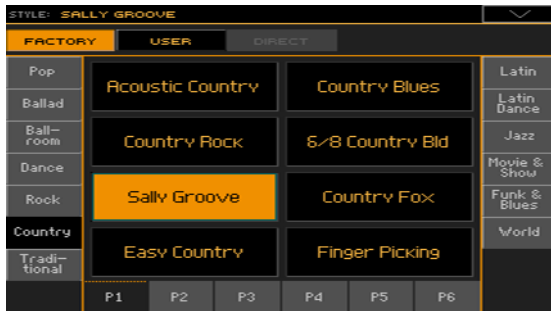 STYLE: SALLY GROOVE
FACTORY USER DIRECT
Pop
Ballad
Ball-
room
Dance
Rock
Country
Tradi-
tional
Acoustic Country
Country Blues
Country Rock
6/8 Country Bld
Sally Groove
Country Fox
Easy Country
Finger Picking
Latin
Latin
Dance
Jazz
Movie &
Show
Funk &
Blues
World
P1 P2 P3 P4 P5 P6